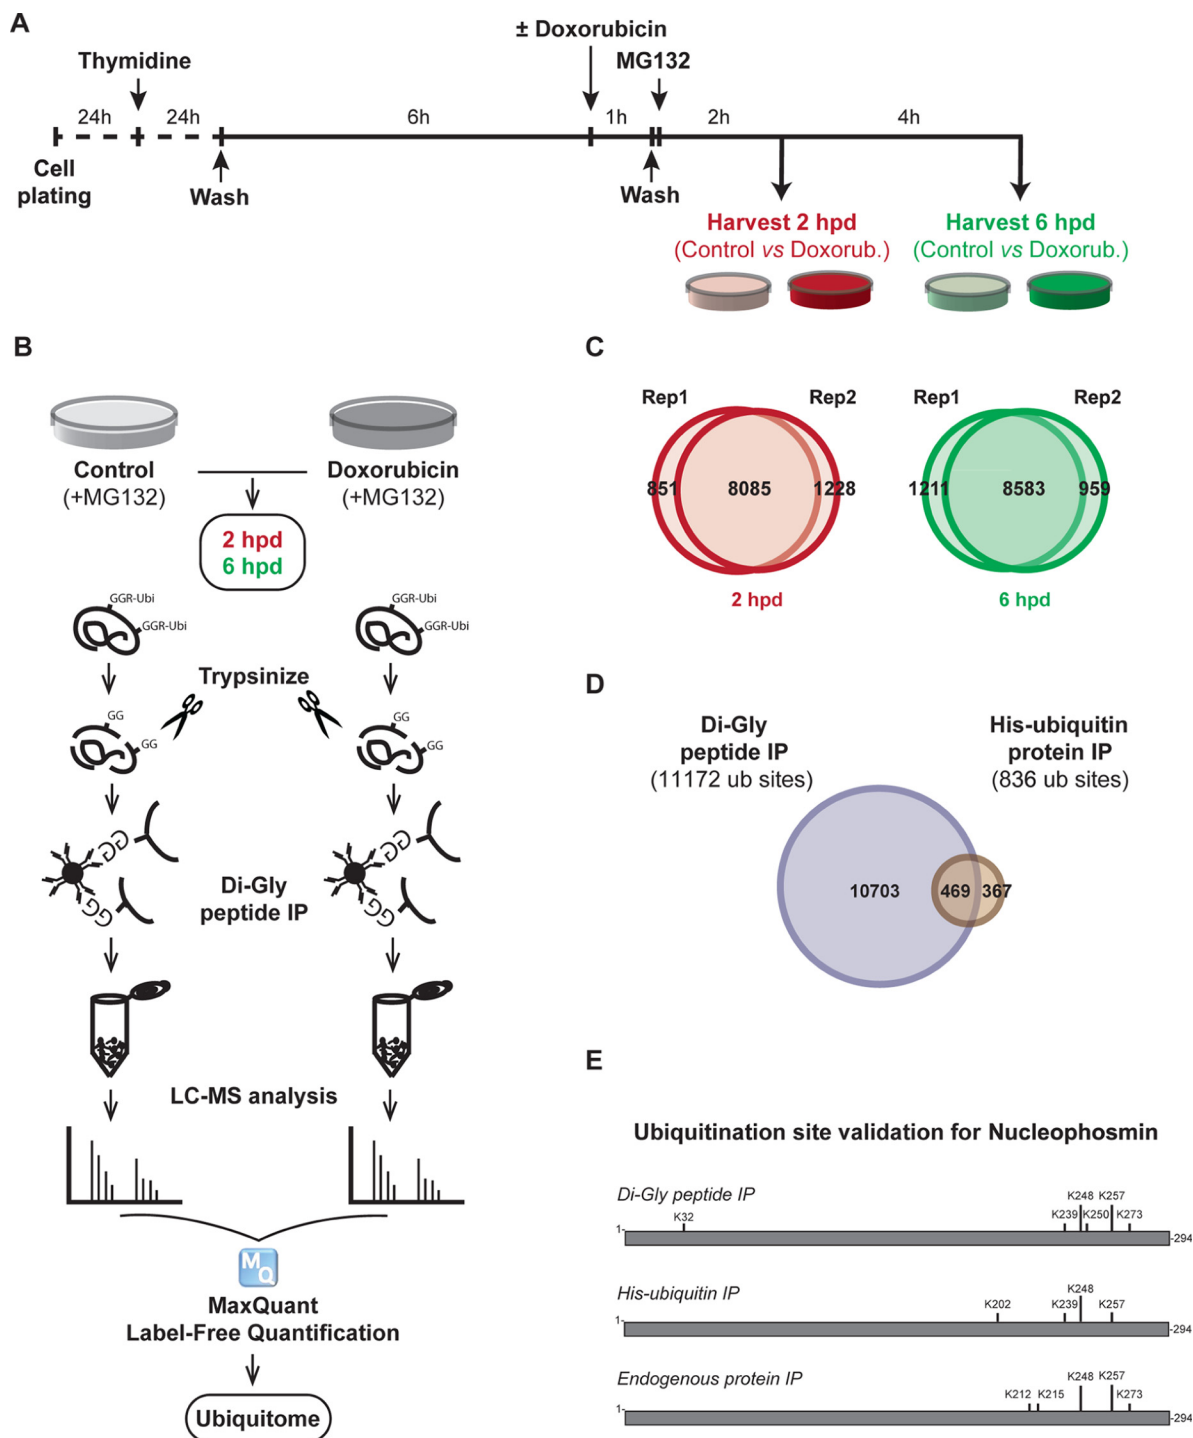 A
± Doxorubicin
Thymidine
MG132
24h
24h
6h
1h
2h
4h
Cell
plating
Wash
Wash
Harvest 2 hpd
(Control vs Doxorub.)
Harvest 6 hpd
(Control vs Doxorub.)
B
Control
(+MG132)
Doxorubicin
(+MG132)
2 hpd
6 hpd
GGR-Ubi
GGR-Ubi
GGR-Ubi
GGR-Ubi
Trypsinize
GG
GG
GG
GG
GG
GG
GG
GG
Di-Gly
peptide IP
LC-MS analysis
MQ
MaxQuant
Label-Free Quantification
Ubiquitome
C
Rep1
Rep2
851
8085
1228
2 hpd
Rep1
Rep2
1211
8583
959
6 hpd
D
Di-Gly
peptide IP
(11172 ub sites)
His-ubiquitin
protein IP
(836 ub sites)
10703
469
367
E
Ubiquitination site validation for Nucleophosmin
Di-Gly peptide IP
K248 K257
K32
K239 K250 K273
1-
-294
His-ubiquitin IP
K248
K202
K239
K257
1-
-294
Endogenous protein IP
K248 K257
K212 K215
K273
1-
-294